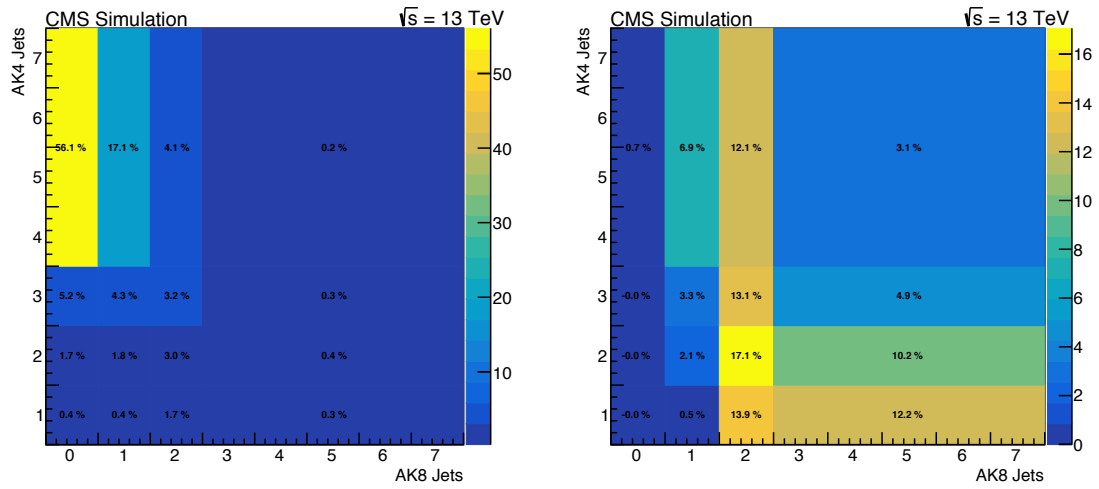 CMS Simulation √s = 13 TeV
AK4 Jets
7
6
5
4
3
2
1
56.1 % 17.1 % 4.1 % 0.2 %
5.2 % 4.3 % 3.2 % 0.3 %
1.7 % 1.8 % 3.0 % 0.4 %
0.4 % 0.4 % 1.7 % 0.3 %
0 1 2 3 4 5 6 7
AK8 Jets
50
40
30
20
10
CMS Simulation √s = 13 TeV
AK4 Jets
7
6
5
4
3
2
1
0.7 % 6.9 % 12.1 % 3.1 %
-0.0 % 3.3 % 13.1 % 4.9 %
-0.0 % 2.1 % 17.1 % 10.2 %
-0.0 % 0.5 % 13.9 % 12.2 %
0 1 2 3 4 5 6 7
AK8 Jets
16
14
12
10
8
6
4
2
0